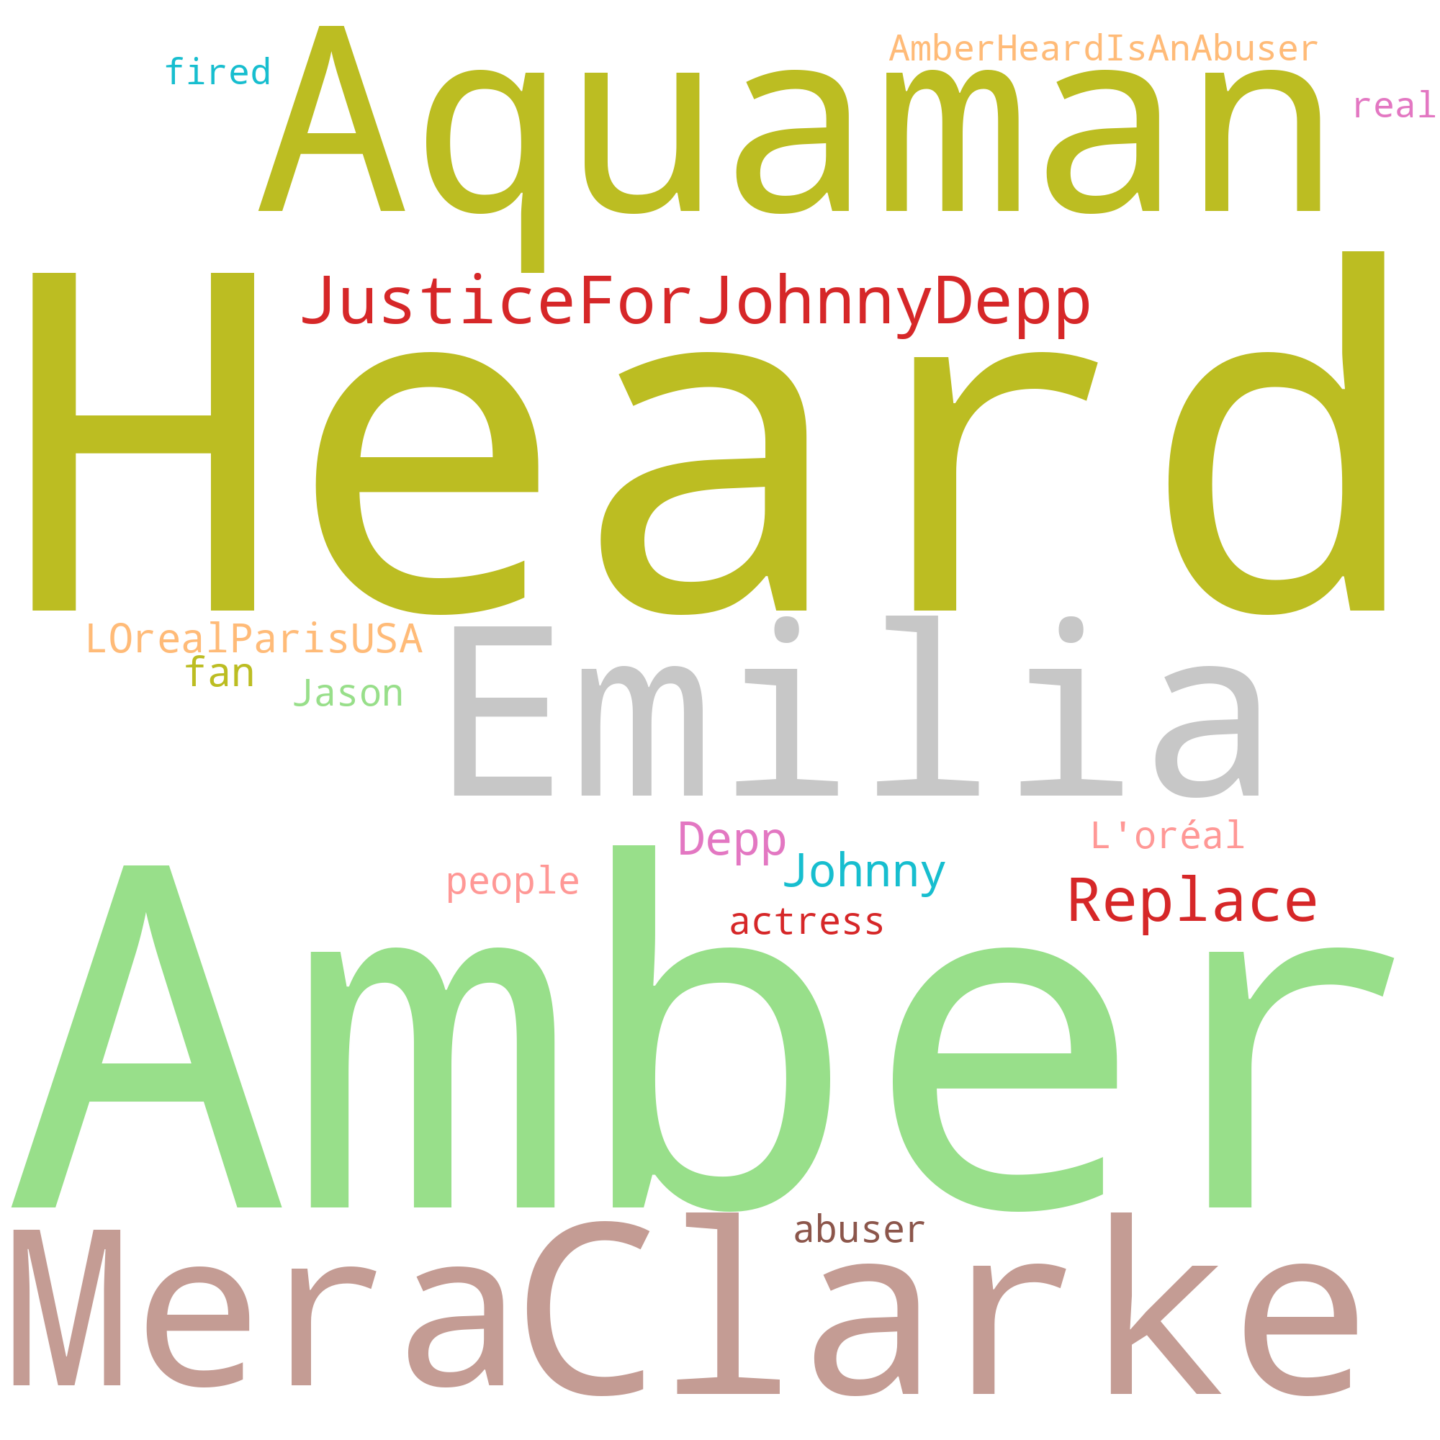 AmberHeardIsAnAbuser
fired
Aquaman
real
JusticeForJohnnyDepp
Heard
LOrealParisUSA
fan
Jason
Emilia
Depp
L'oréal
Johnny
people
Replace
actress
Amber
abuser
Mera
Clarke